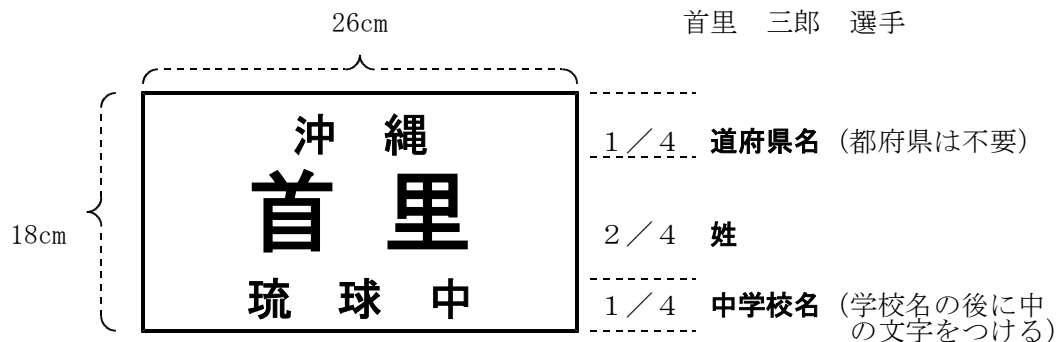 26cm
首里　三郎　選手
沖　縄
１／４　道府県名（都府県は不要）
18cm
首　里
２／４　姓
琉　球　中
１／４　中学校名（学校名の後に中
の文字をつける）